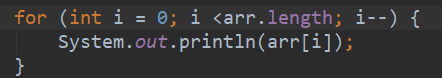 for (int i = 0; i <arr.length; i--) {
    System.out.println(arr[i]);
}